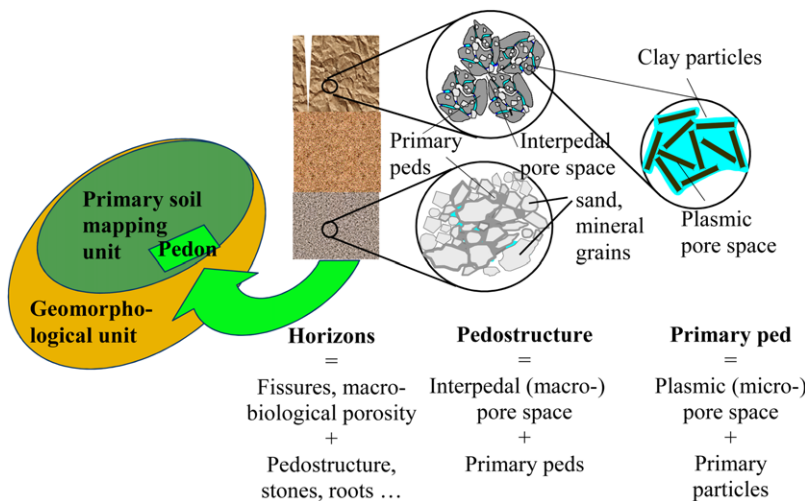 Clay particles
Primary
peds
Interpedal
pore space
sand,
mineral
grains
Plasmic
pore space
Primary soil
mapping
unit
Pedon
Geomorpho-
logical unit
Horizons
=
Fissures, macro-
biological porosity
+
Pedostructure,
stones, roots ...
Pedostructure
=
Interpedal (macro-)
pore space
+
Primary peds
Primary ped
=
Plasmic (micro-)
pore space
+
Primary
particles